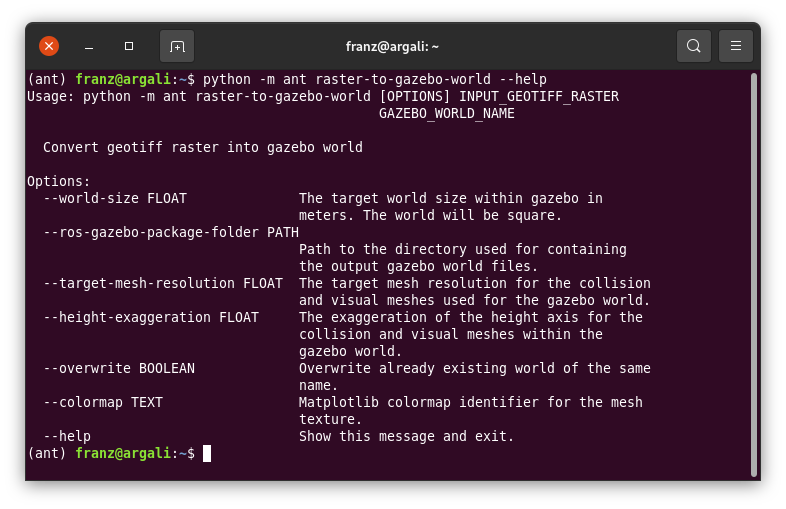 franz@argali: ~
(ant) franz@argali:~$ python -m ant raster-to-gazebo-world --help
Usage: python -m ant raster-to-gazebo-world [OPTIONS] INPUT_GEOTIFF_RASTER
GAZEBO_WORLD_NAME
Convert geotiff raster into gazebo world
Options:
--world-size FLOAT The target world size within gazebo in
meters. The world will be square.
--ros-gazebo-package-folder PATH
Path to the directory used for containing
the output gazebo world files.
--target-mesh-resolution FLOAT The target mesh resolution for the collision
and visual meshes used for the gazebo world.
--height-exaggeration FLOAT The exaggeration of the height axis for the
collision and visual meshes within the
gazebo world.
--overwrite BOOLEAN Overwrite already existing world of the same
name.
--colormap TEXT Matplotlib colormap identifier for the mesh
texture.
--help Show this message and exit.
(ant) franz@argali:~$